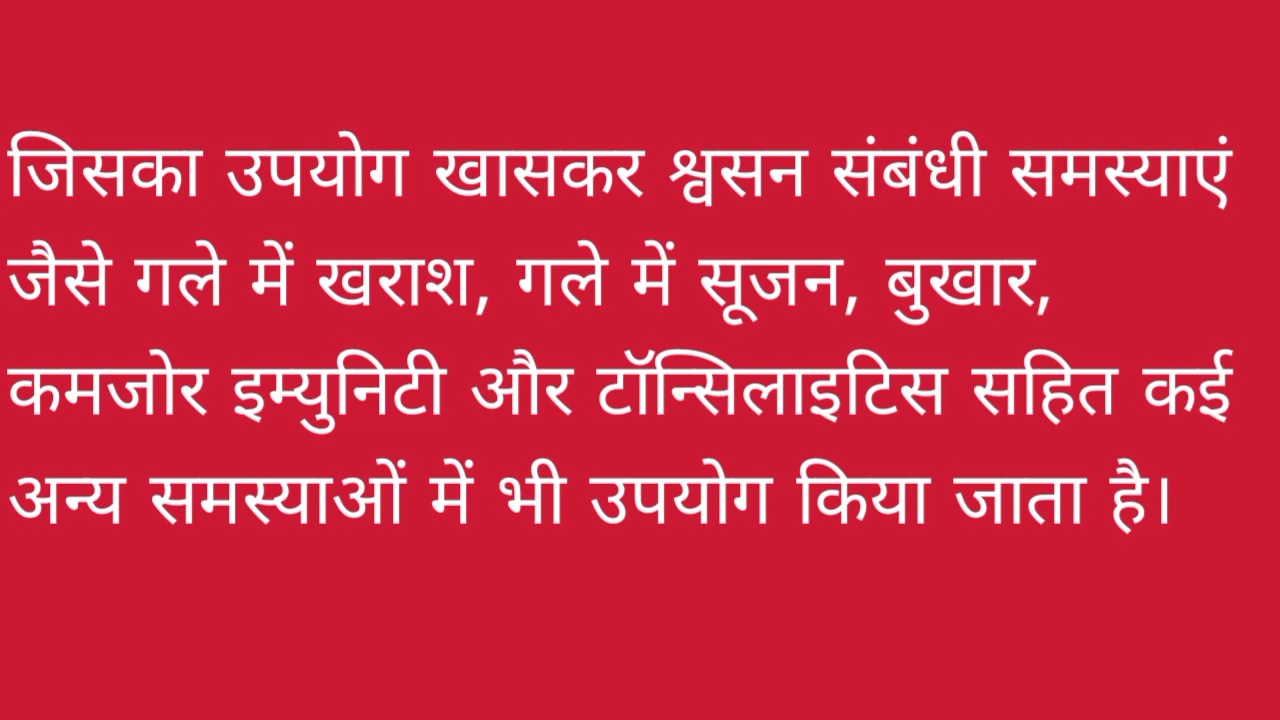 जिसका उपयोग खासकर श्वसन संबंधी समस्याएं
जैसे गले में खराश, गले में सूजन, बुखार,
कमजोर इम्युनिटी और टॉन्सिलाइटिस सहित कई
अन्य समस्याओं में भी उपयोग किया जाता है।